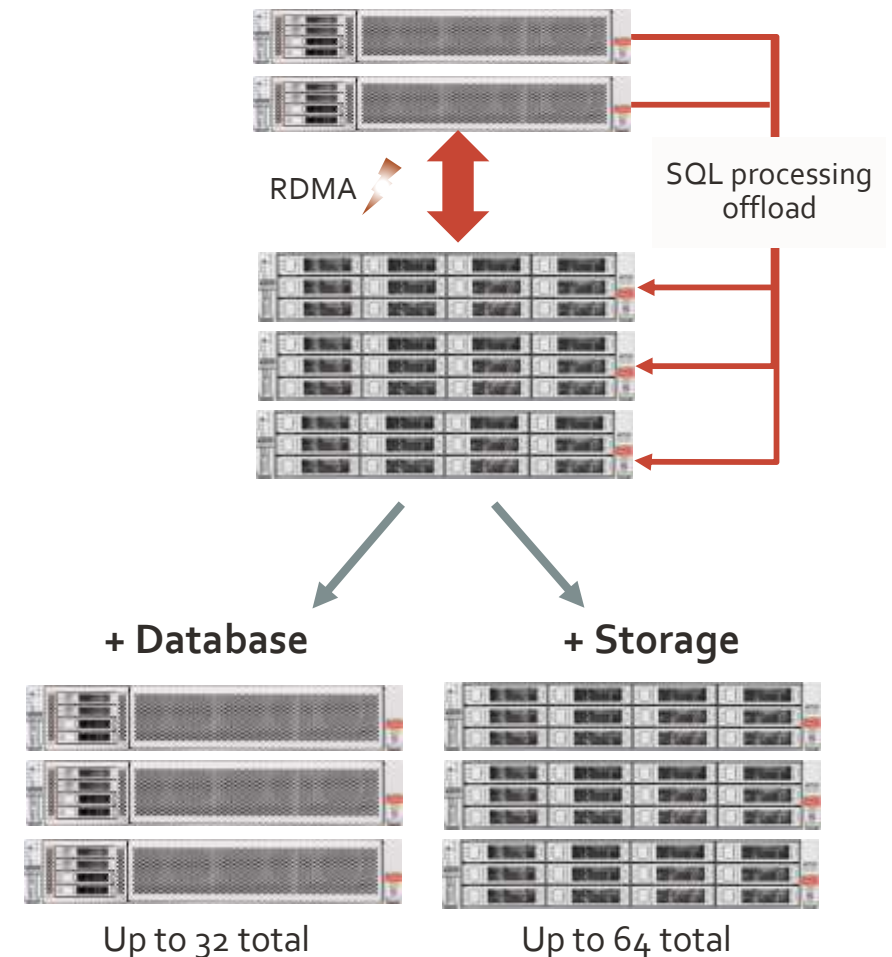 RDMA
SQL processing
offload
+ Database
+ Storage
Up to 32 total
Up to 64 total